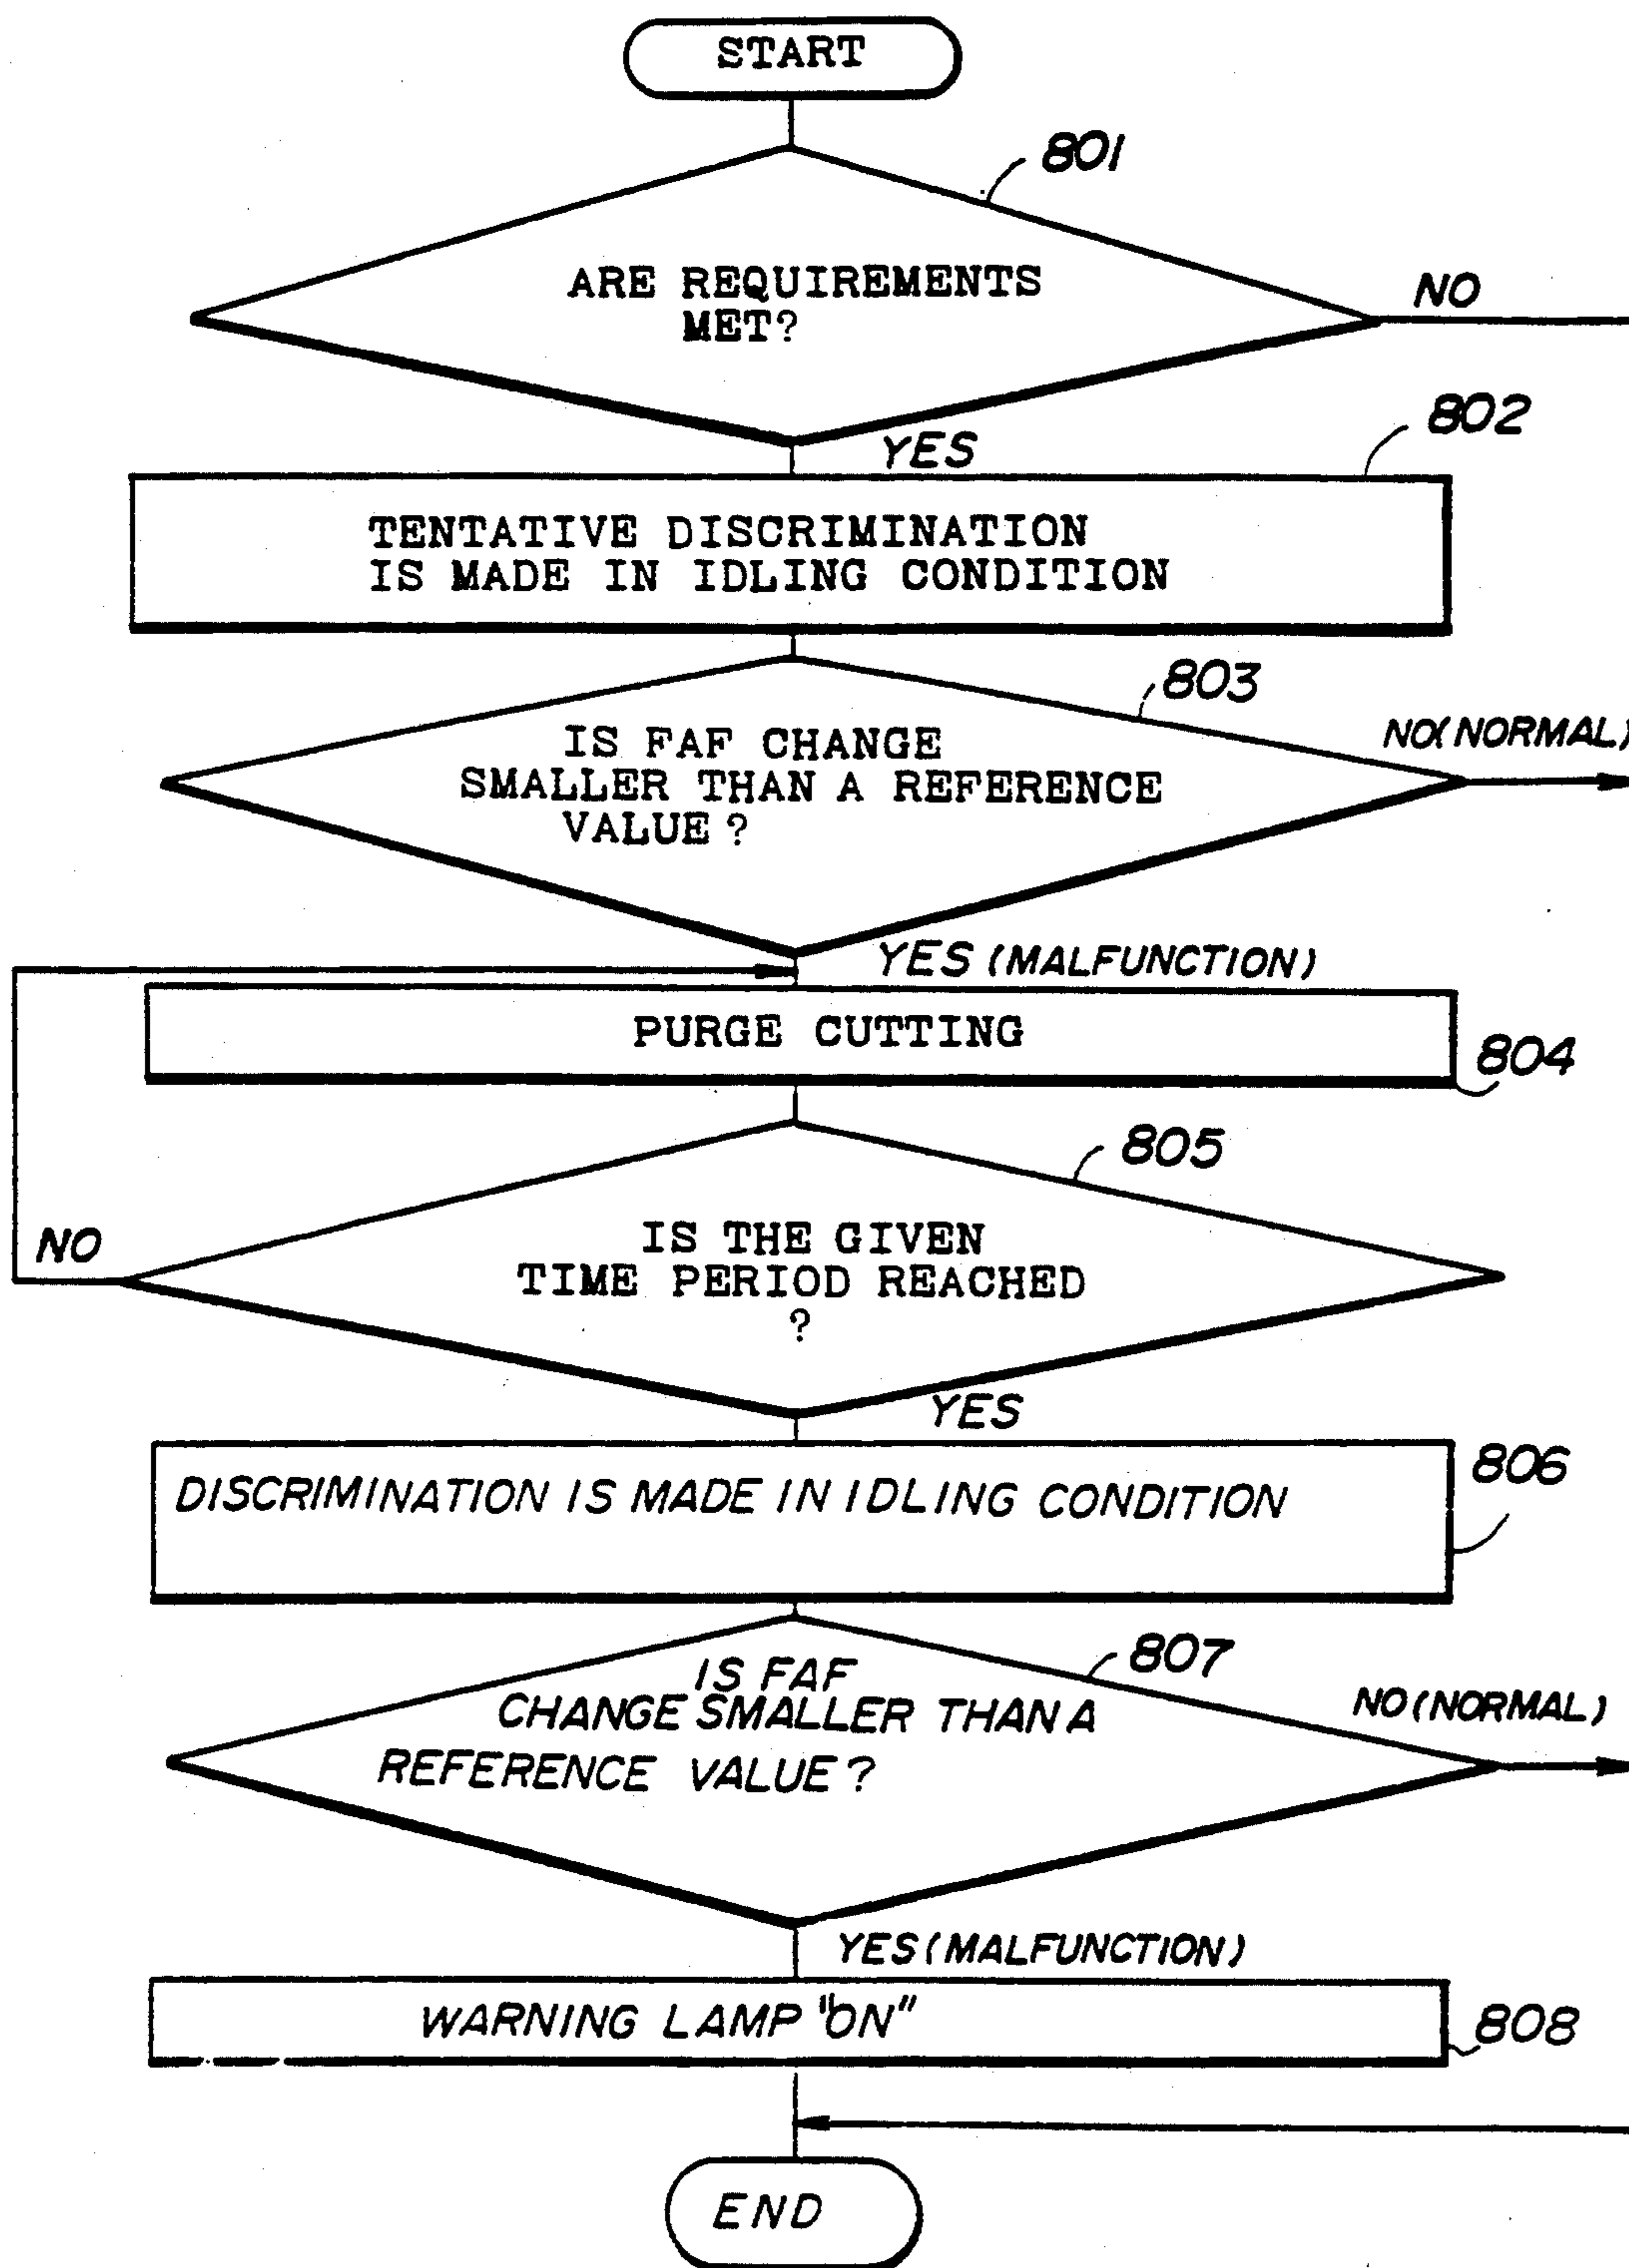 START
801
ARE REQUIREMENTS
MET?
NO
YES
802
TENTATIVE DISCRIMINATION
IS MADE IN IDLING CONDITION
803
IS FAF CHANGE
SMALLER THAN A REFERENCE
VALUE?
NO(NORMAL)
YES (MALFUNCTION)
PURGE CUTTING
804
805
IS THE GIVEN
TIME PERIOD REACHED
?
NO
YES
806
DISCRIMINATION IS MADE IN IDLING CONDITION
807
IS FAF
CHANGE SMALLER THAN A
REFERENCE VALUE?
NO (NORMAL)
YES (MALFUNCTION)
WARNING LAMP "ON"
808
END